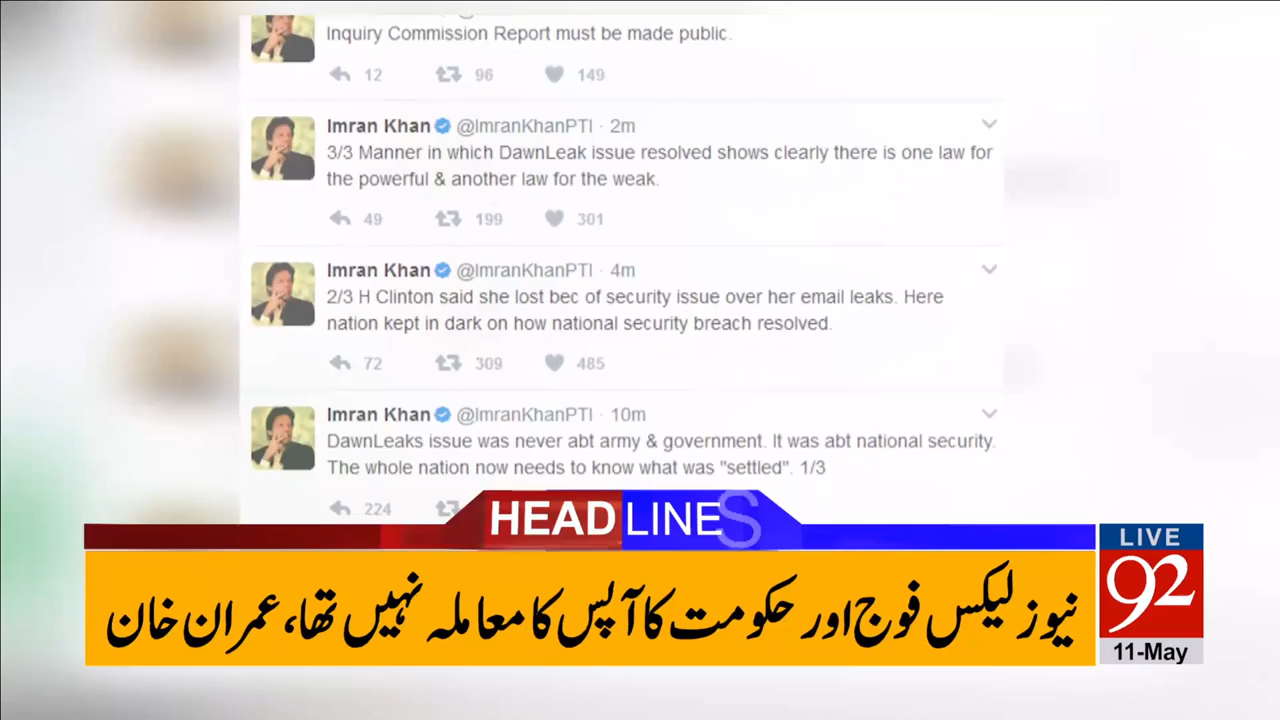 Inquiry Commission Report must be made public.
12 96 149
Imran Khan @ImranKhanPTI · 2m
3/3 Manner in which DawnLeak issue resolved shows clearly there is one law for
the powerful & another law for the weak.
49 199 301
Imran Khan @ImranKhanPTI · 4m
2/3 H Clinton said she lost bec of security issue over her email leaks. Here
nation kept in dark on how national security breach resolved.
72 309 485
Imran Khan @ImranKhanPTI · 10m
DawnLeaks issue was never abt army & government. It was abt national security.
The whole nation now needs to know what was "settled". 1/3
224
HEADLINES
نیوز لیکس فوج اور حکومت کا آپس کا معاملہ نہیں تھا، عمران خان
LIVE
92
11-May